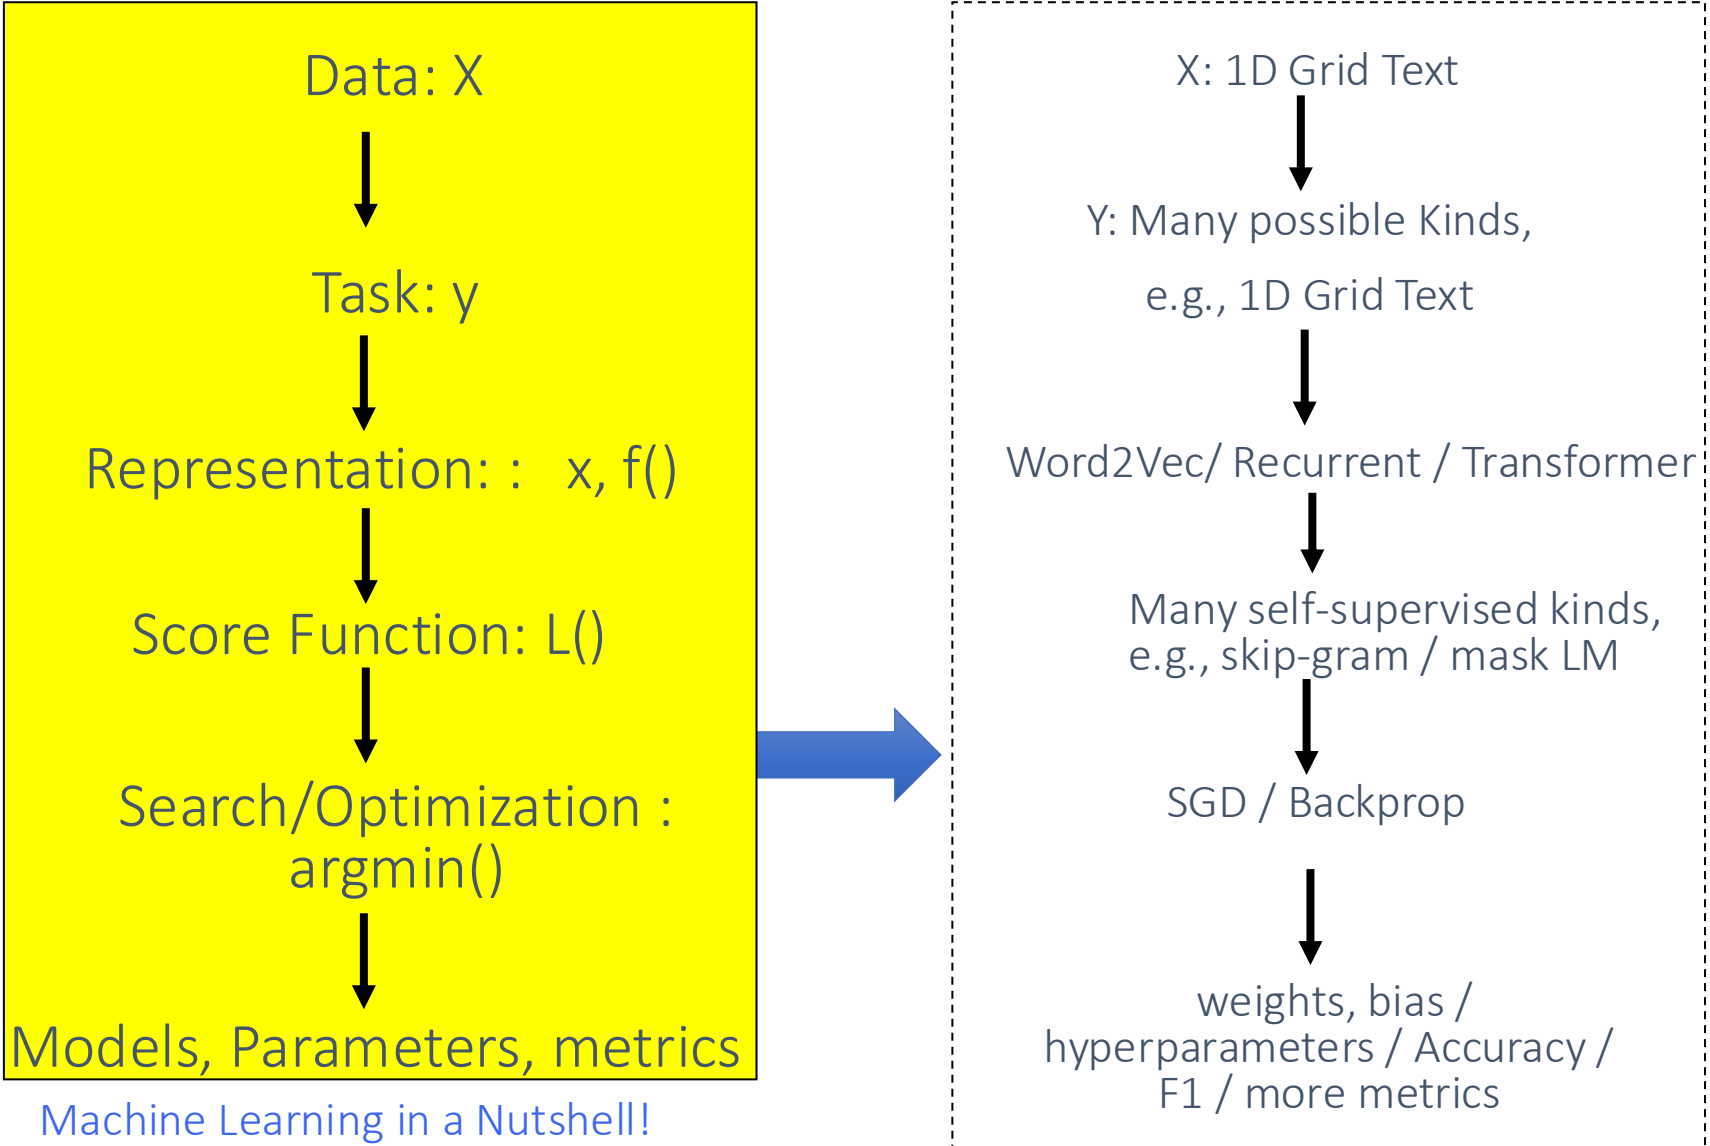 Data: X
Task: y
Representation: : x, f()
Score Function: L()
Search/Optimization :
argmin()
Models, Parameters, metrics
Machine Learning in a Nutshell!
X: 1D Grid Text
Y: Many possible Kinds,
e.g., 1D Grid Text
Word2Vec/ Recurrent / Transformer
Many self-supervised kinds,
e.g., skip-gram / mask LM
SGD / Backprop
weights, bias /
hyperparameters / Accuracy /
F1 / more metrics